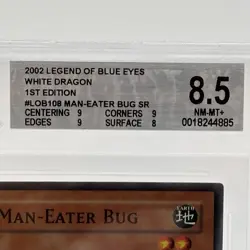 2002 LEGEND OF BLUE EYES
WHITE DRAGON
1ST EDITION
#LOB108 MAN-EATER BUG SR
CENTERING 9 CORNERS 9
EDGES 9 SURFACE 8
8.5
NM-MT+
0018244885
MAN-EATER BUG
EARTH
地